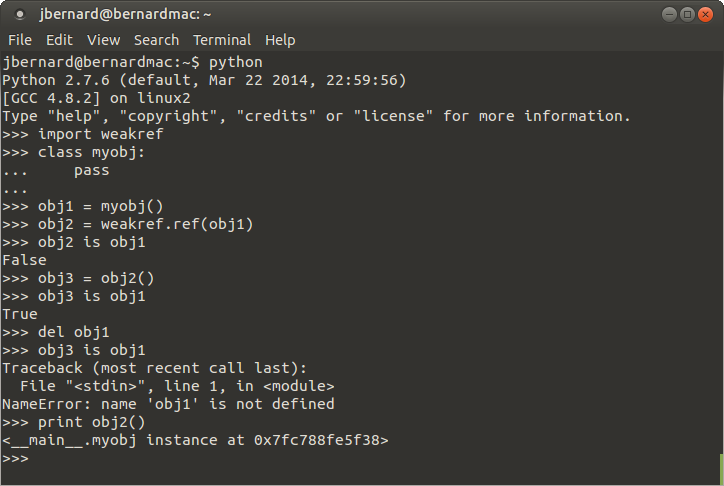 jbernard@bernardmac: ~
File Edit View Search Terminal Help
jbernard@bernardmac:~$ python
Python 2.7.6 (default, Mar 22 2014, 22:59:56)
[GCC 4.8.2] on linux2
Type "help", "copyright", "credits" or "license" for more information.
>>> import weakref
>>> class myobj:
...     pass
...
>>> obj1 = myobj()
>>> obj2 = weakref.ref(obj1)
>>> obj2 is obj1
False
>>> obj3 = obj2()
>>> obj3 is obj1
True
>>> del obj1
>>> obj3 is obj1
Traceback (most recent call last):
  File "<stdin>", line 1, in <module>
NameError: name 'obj1' is not defined
>>> print obj2()
<__main__.myobj instance at 0x7fc788fe5f38>
>>>